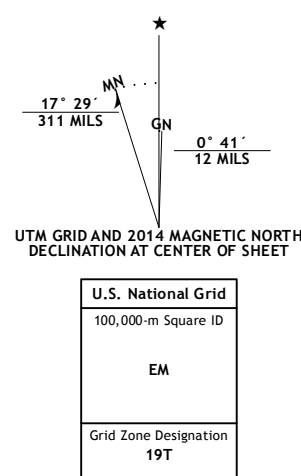 ★
MN
17° 29´
311 MILS
GN
0° 41´
12 MILS
UTM GRID AND 2014 MAGNETIC NORTH
DECLINATION AT CENTER OF SHEET
U.S. National Grid
100,000-m Square ID
EM
Grid Zone Designation
19T